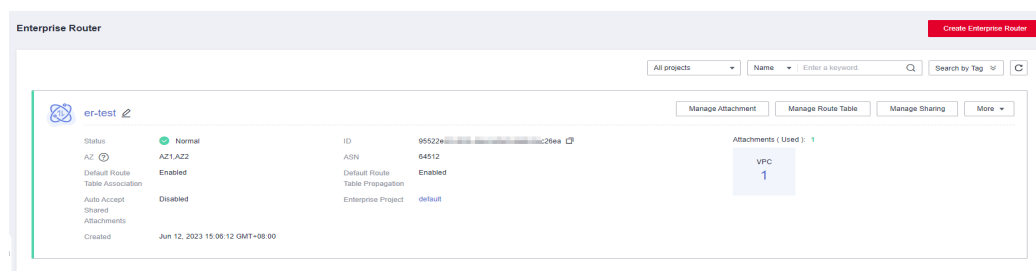 Enterprise Router
Create Enterprise Router
All projects Name Enter a keyword. Search by Tag
er-test Manage Attachment Manage Route Table Manage Sharing More
Status Normal ID 95522e c26ea Attachments ( Used ): 1
AZ ? AZ1,AZ2 ASN 64512 VPC
1
Default Route Table Association Enabled Default Route Table Propagation Enabled
Auto Accept Shared Attachments Disabled Enterprise Project default
Created Jun 12, 2023 15:06:12 GMT+08:00